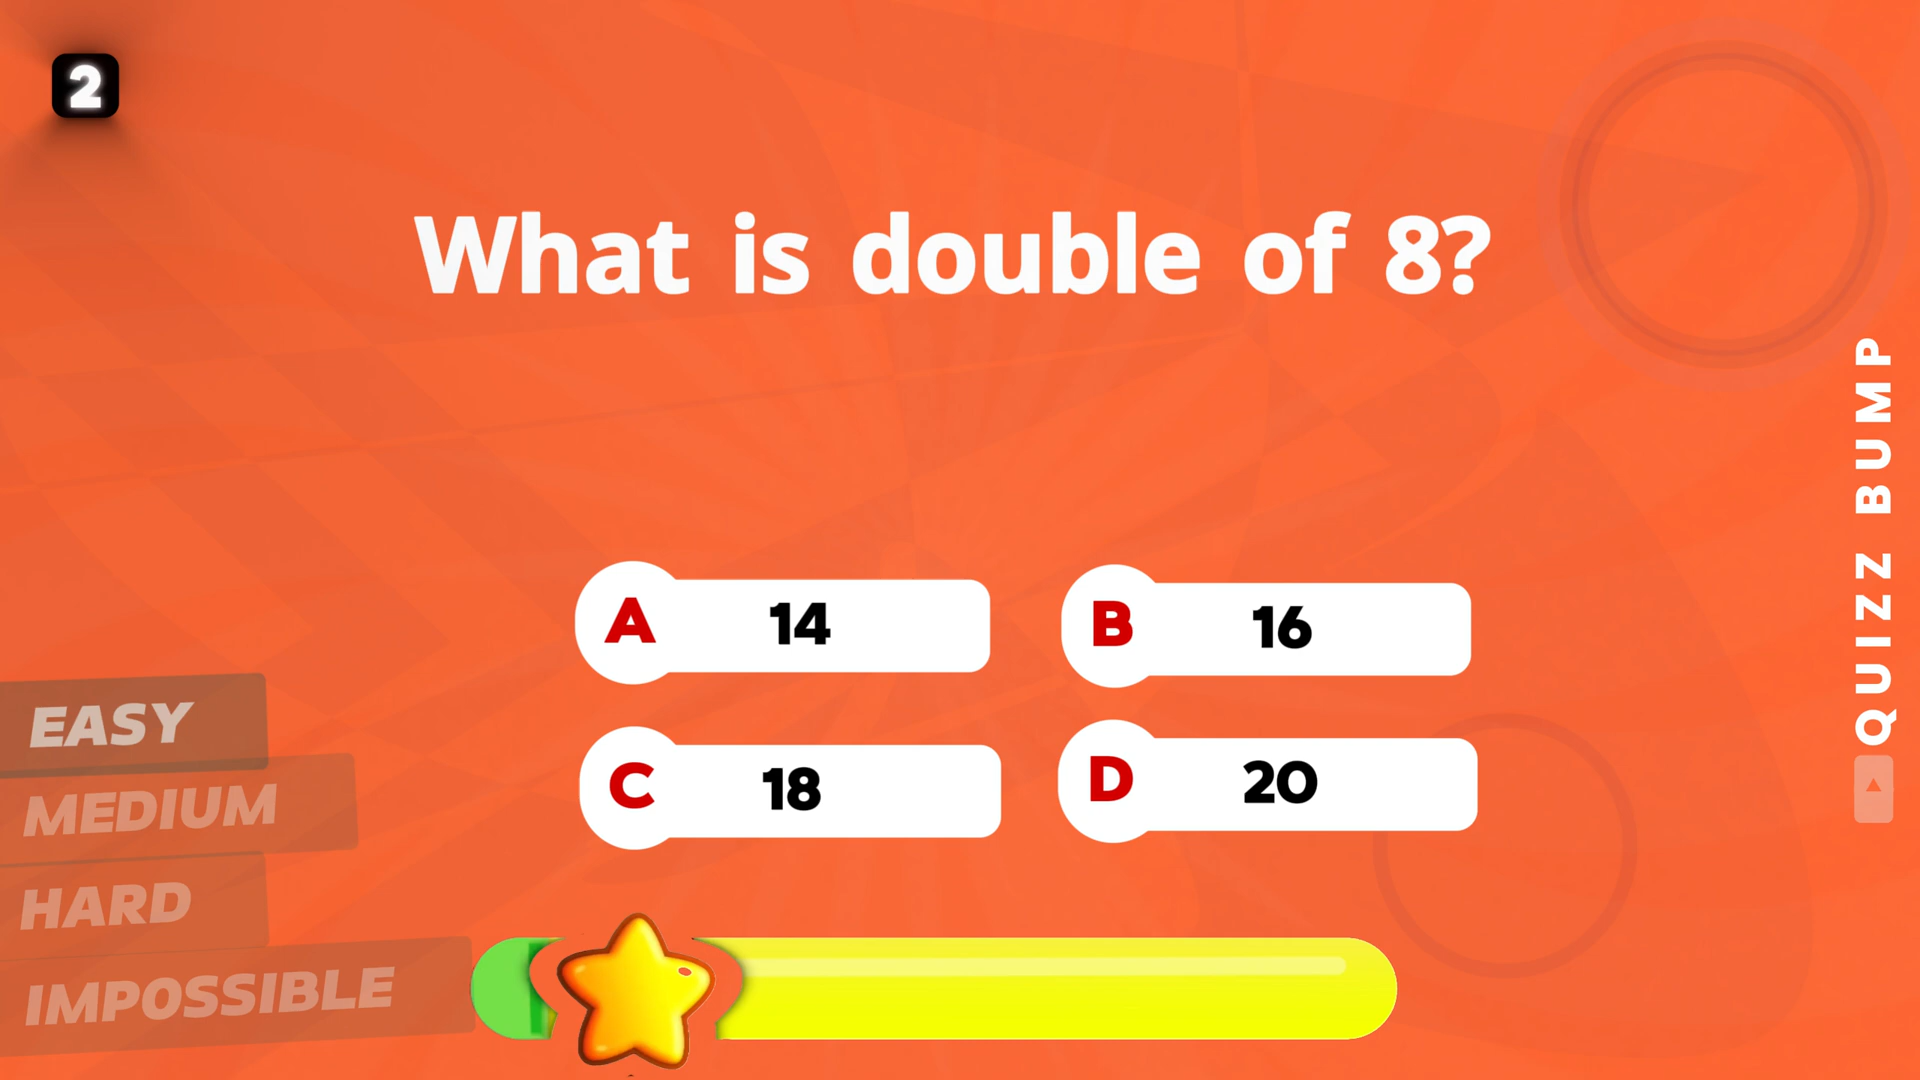 2
What is double of 8?
A 14
B 16
C 18
D 20
EASY
MEDIUM
HARD
IMPOSSIBLE
QUIZZ BUMP